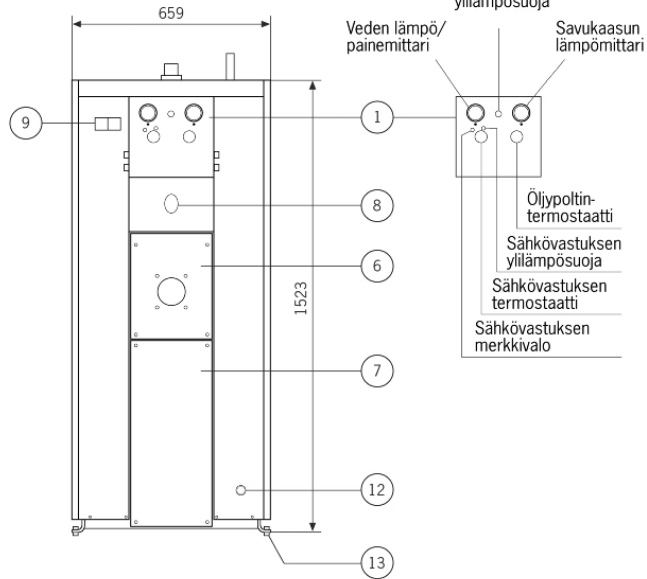 659
ylilämpösuoja
Veden lämpö/
painemittari
Savukaasun
lämpömittari
9
1
8
6
1523
7
12
13
Öljypoltin-
termostaatti
Sähkövastuksen
ylilämpösuoja
Sähkövastuksen
termostaatti
Sähkövastuksen
merkkivalo